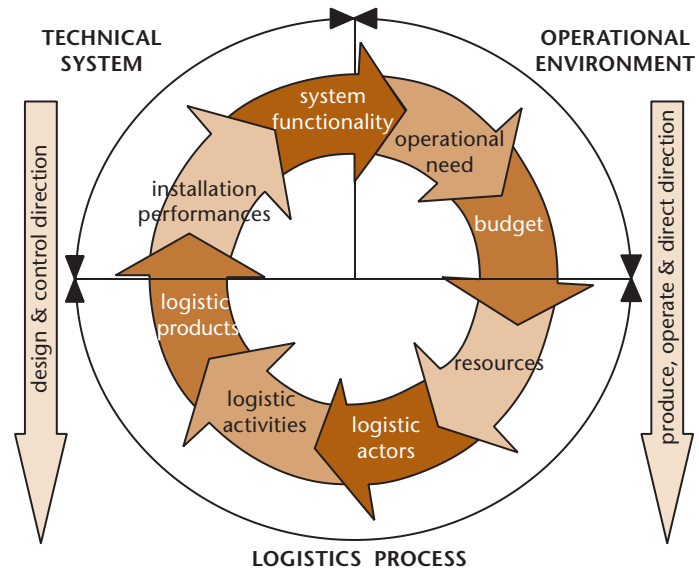 TECHNICAL
SYSTEM
OPERATIONAL
ENVIRONMENT
system
functionality
operational
need
budget
resources
logistic
actors
logistic
activities
logistic
products
installation
performances
design & control direction
produce, operate & direct direction
LOGISTICS PROCESS